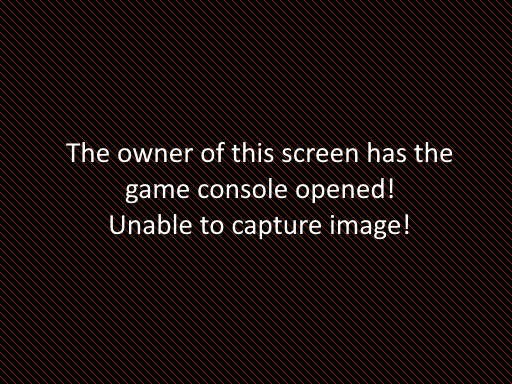 The owner of this screen has the
game console opened!
Unable to capture image!